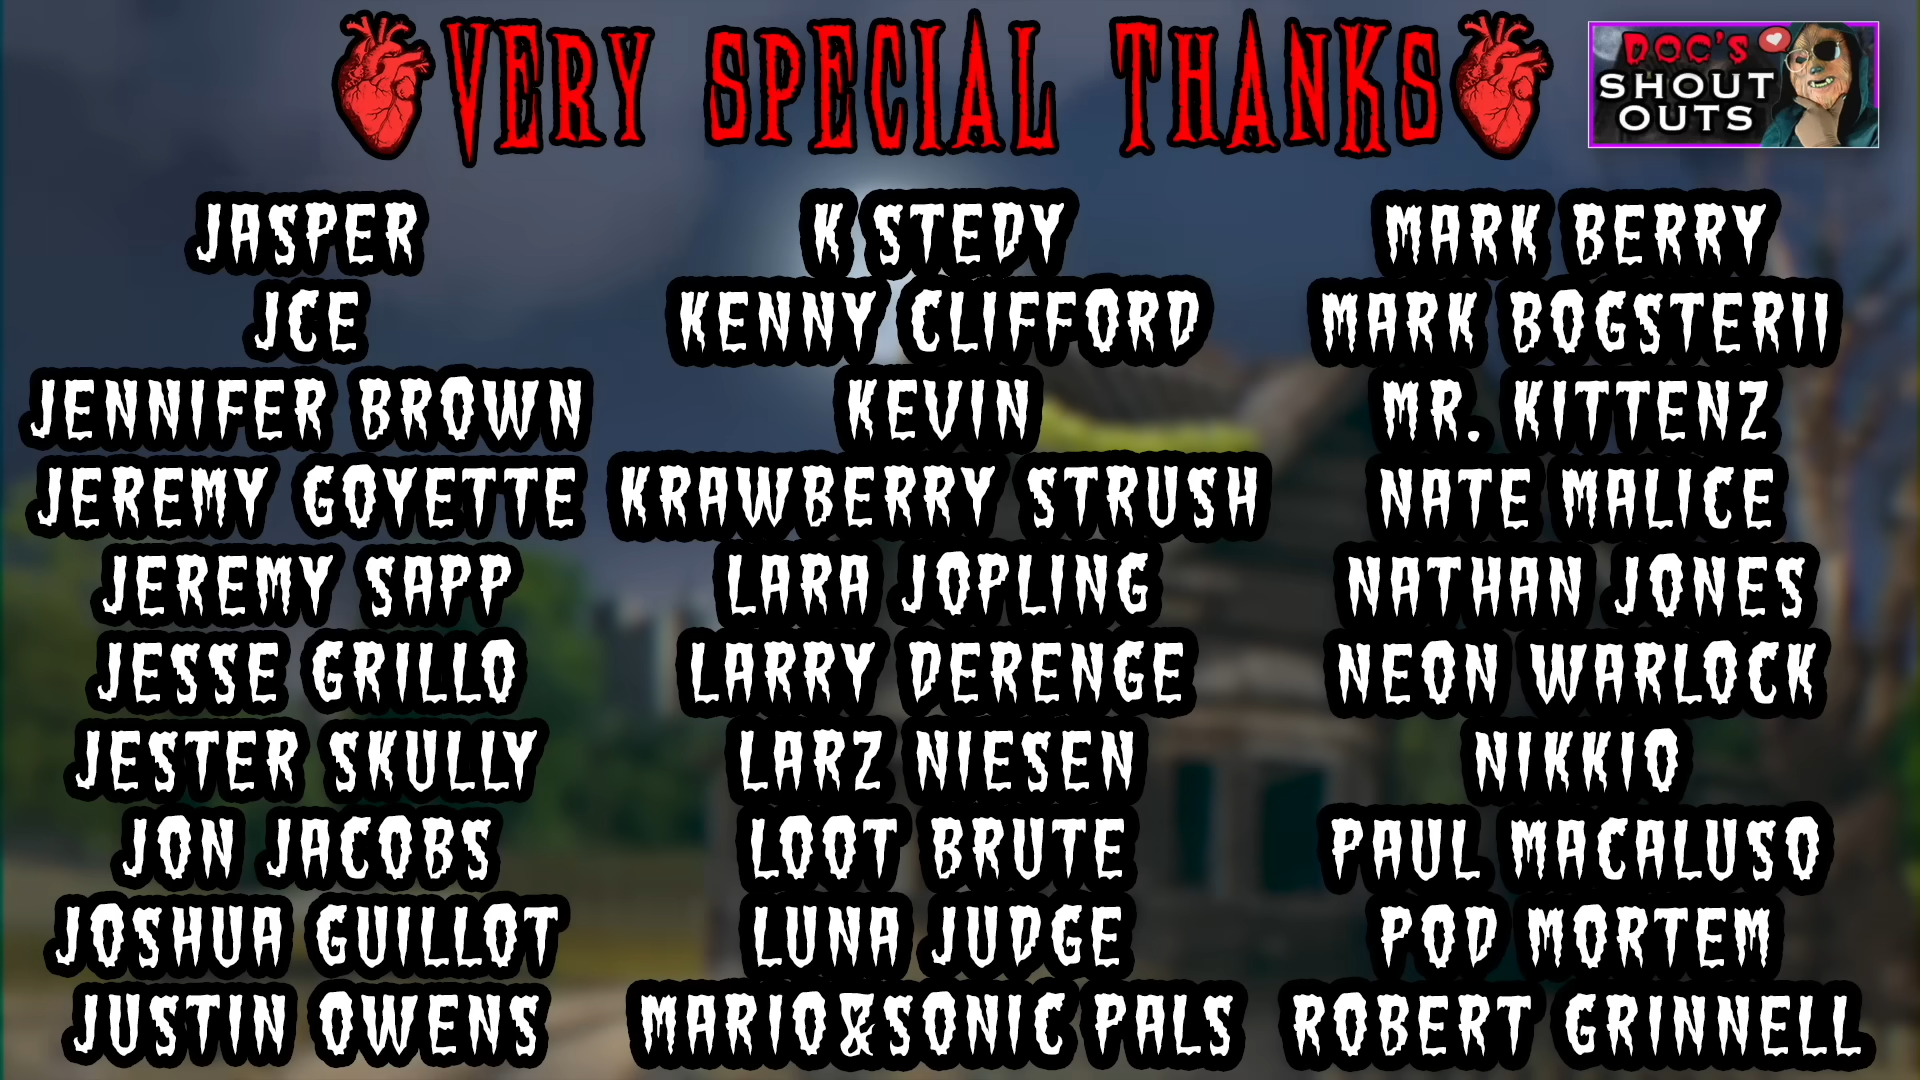 VERY SPECIAL THANKS
DOC'S
SHOUT
OUTS
JASPER
JCE
JENNIFER BROWN
JEREMY GOYETTE
JEREMY SAPP
JESSE GRILLO
JESTER SKULLY
JON JACOBS
JOSHUA GUILLOT
JUSTIN OWENS
K STEDY
KENNY CLIFFORD
KEVIN
KRAWBERRY STRUSH
LARA JOPLING
LARRY DERENGE
LARZ NIESEN
LOOT BRUTE
LUNA JUDGE
MARIO&SONIC PALS
MARK BERRY
MARK BOGSTERII
MR. KITTENZ
NATE MALICE
NATHAN JONES
NEON WARLOCK
NIKKIO
PAUL MACALUSO
POD MORTEM
ROBERT GRINNELL